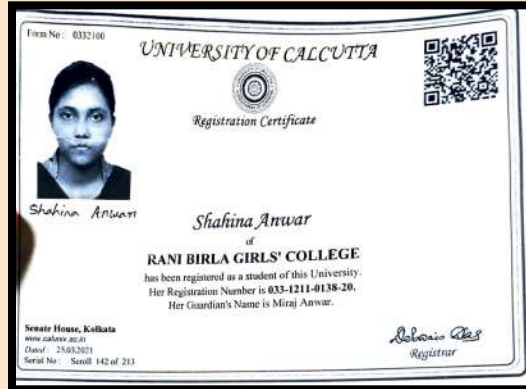 Form No : 0332100
UNIVERSITY OF CALCUTTA
Registration Certificate
Shahina Anwari
Shahina Anwar
of
RANI BIRLA GIRLS' COLLEGE
has been registered as a student of this University.
Her Registration Number is 033-1211-0138-20.
Her Guardian's Name is Miraj Anwar.
Senate House, Kolkata
www.caluniv.ac.in
Dated : 25.03.2021
Serial No : Scroll 142 of 213
Registrar